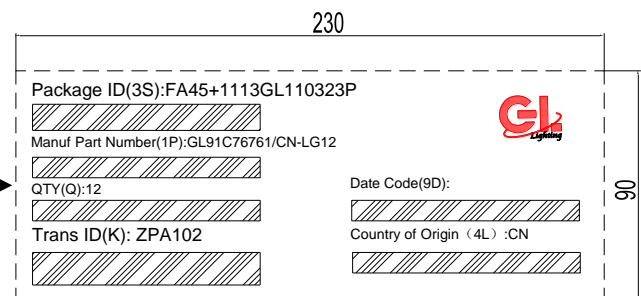 230
Package ID(3S):FA45+1113GL110323P
GL
Lighting
Manuf Part Number(1P):GL91C76761/CN-LG12
QTY(Q):12
Date Code(9D):
90
Trans ID(K): ZPA102
Country of Origin（4L）:CN